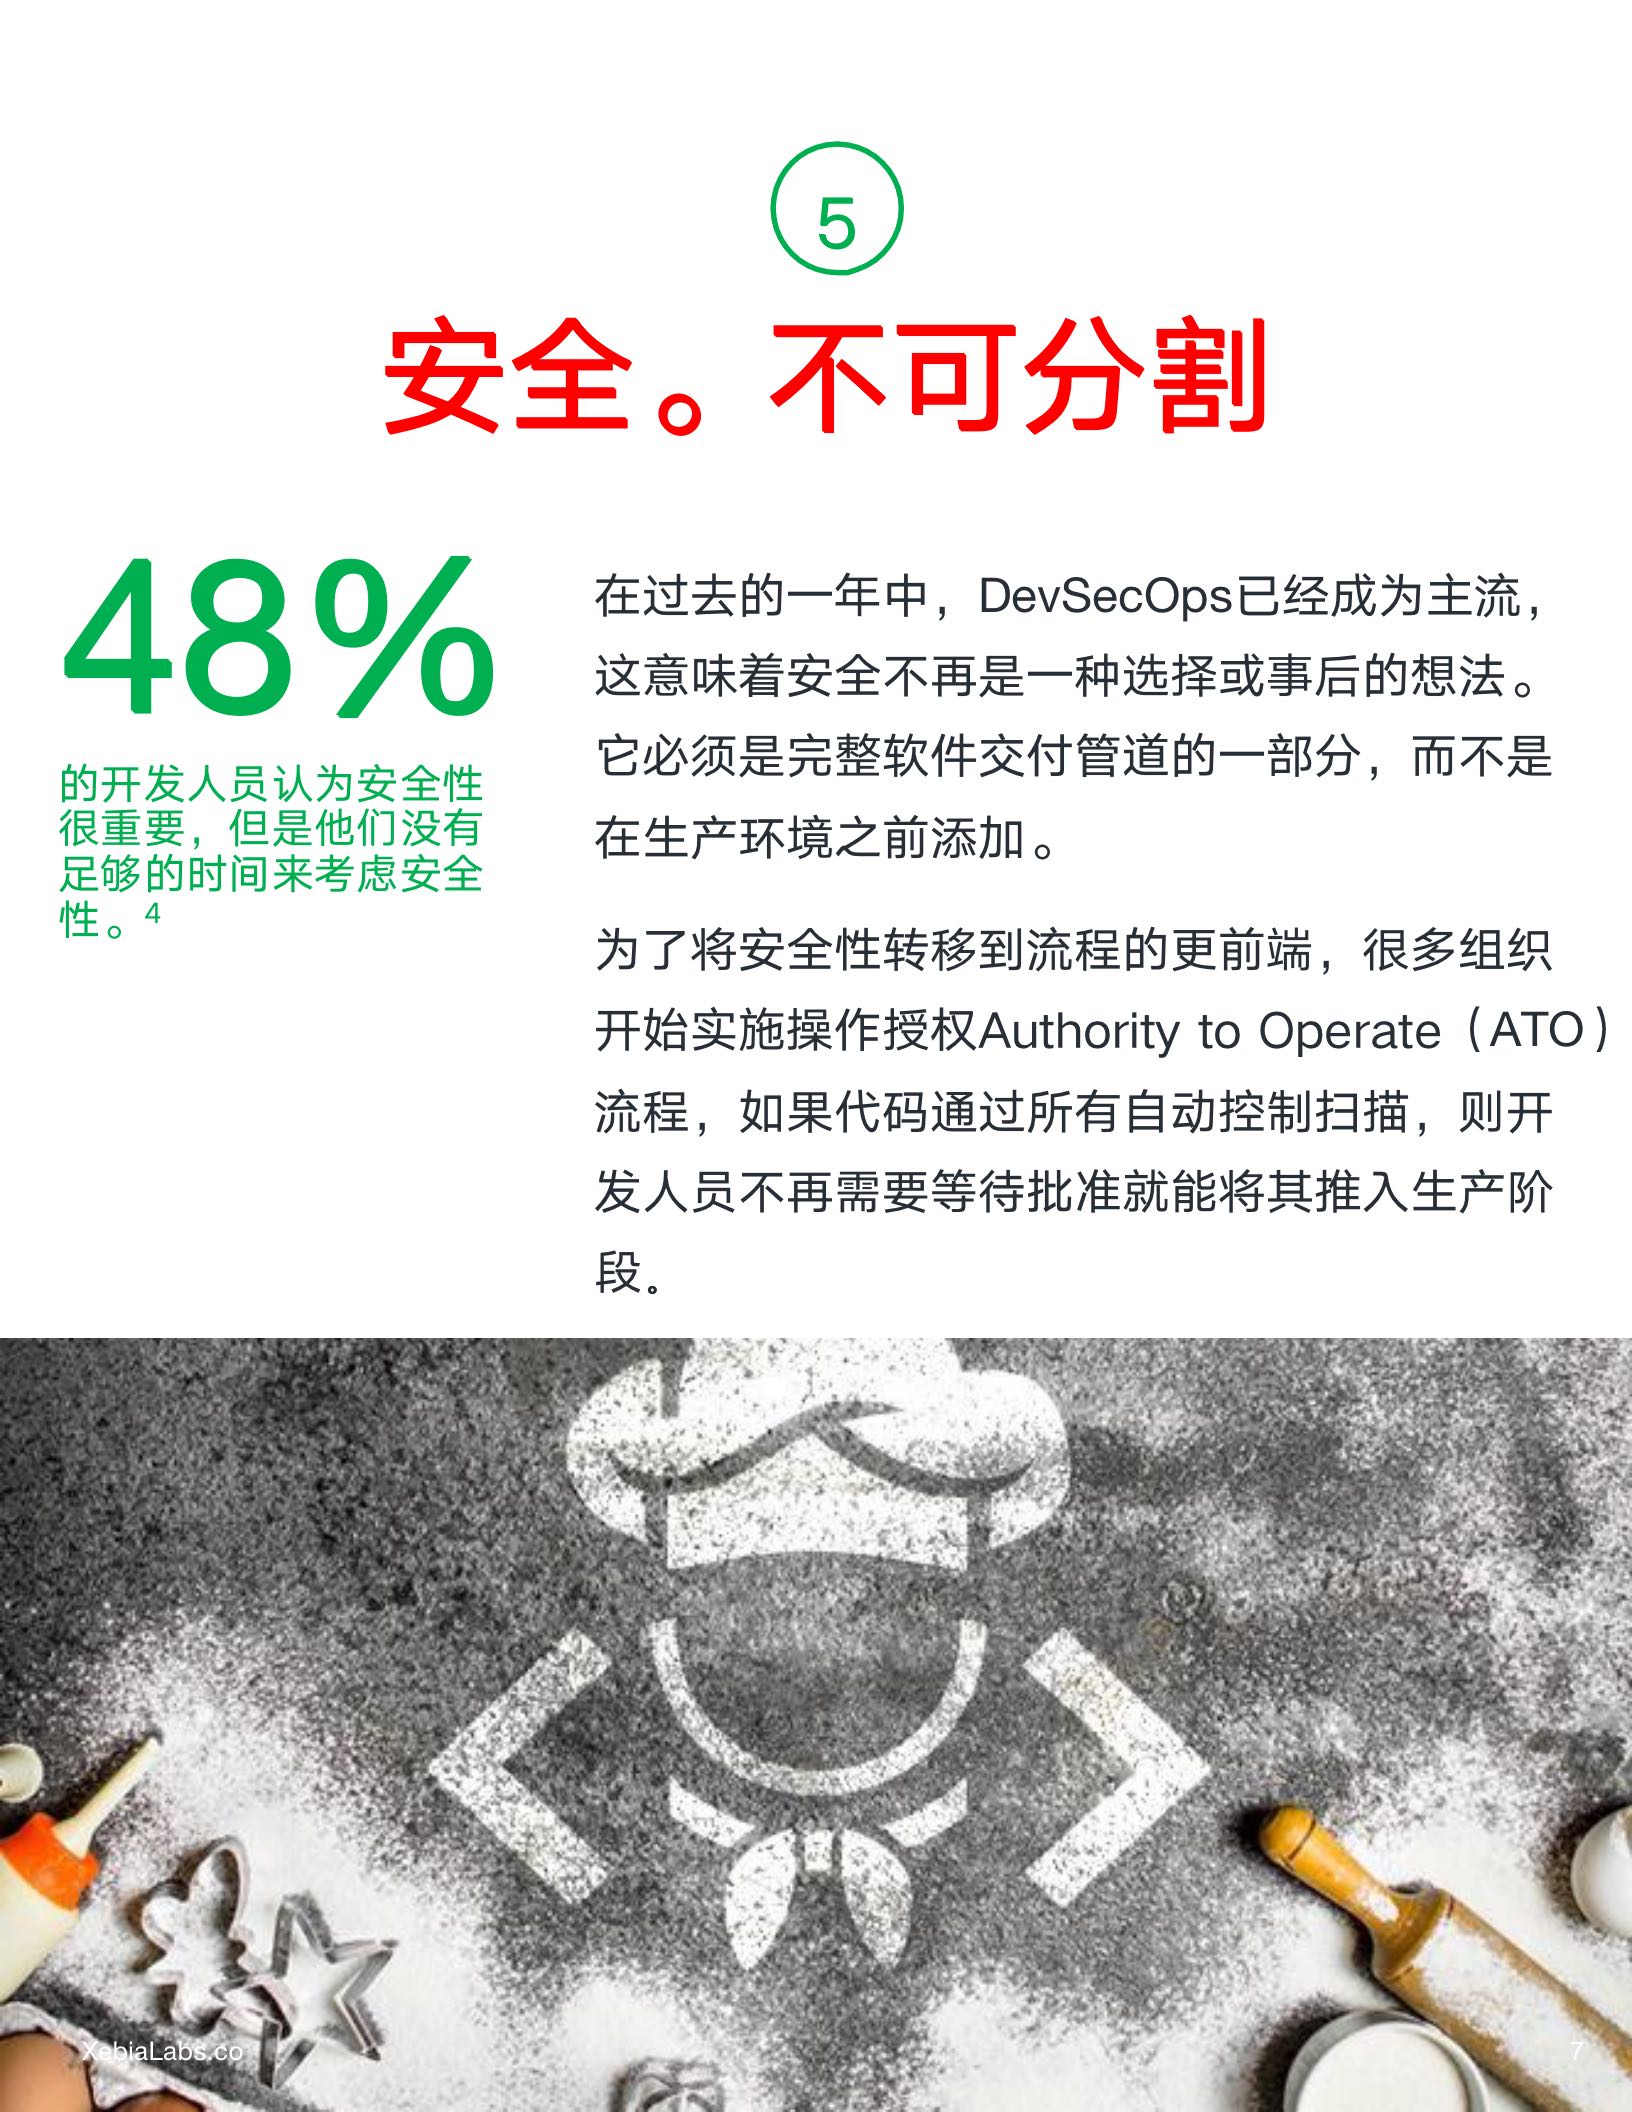 5
安全。不可分割
48%
的开发人员认为安全性
很重要，但是他们没有
足够的时间来考虑安全
性。4
在过去的一年中，DevSecOps已经成为主流，
这意味着安全不再是一种选择或事后的想法。
它必须是完整软件交付管道的一部分，而不是
在生产环境之前添加。
为了将安全性转移到流程的更前端，很多组织
开始实施操作授权Authority to Operate（ATO）
流程，如果代码通过所有自动控制扫描，则开
发人员不再需要等待批准就能将其推入生产阶
段。
XebiaLabs.co
7